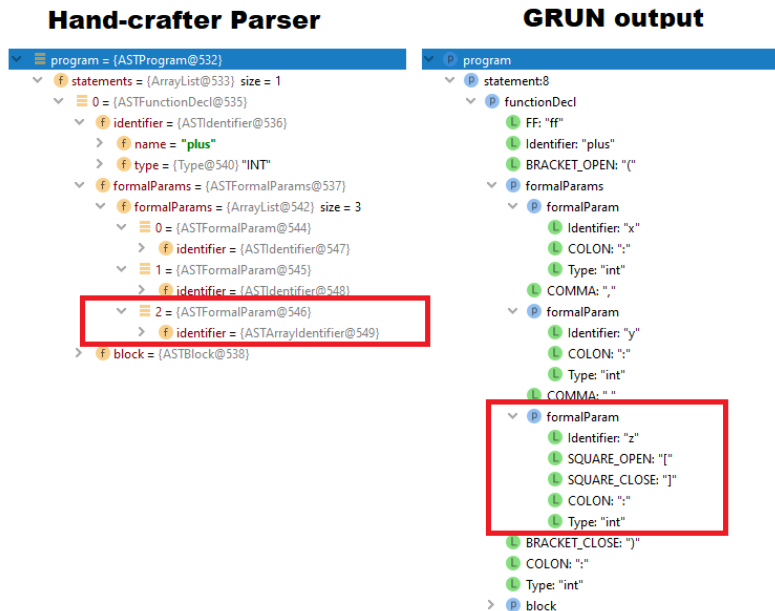 Hand-crafter Parser
program = {ASTProgram@532}
statements = {ArrayList@533} size = 1
0 = {ASTFunctionDecl@535}
identifier = {ASTIdentifier@536}
name = "plus"
type = {Type@540} "INT"
formalParams = {ASTFormalParams@537}
formalParams = {ArrayList@542} size = 3
0 = {ASTFormalParam@544}
identifier = {ASTIdentifier@547}
1 = {ASTFormalParam@545}
identifier = {ASTIdentifier@548}
2 = {ASTFormalParam@546}
identifier = {ASTArrayIdentifier@549}
block = {ASTBlock@538}
GRUN output
program
statement:8
functionDecl
FF: "ff"
Identifier: "plus"
BRACKET_OPEN: "("
formalParams
formalParam
Identifier: "x"
COLON: ":"
Type: "int"
COMMA: ","
formalParam
Identifier: "y"
COLON: ":"
Type: "int"
COMMA: ","
formalParam
Identifier: "z"
SQUARE_OPEN: "["
SQUARE_CLOSE: "]"
COLON: ":"
Type: "int"
BRACKET_CLOSE: ")"
COLON: ":"
Type: "int"
block